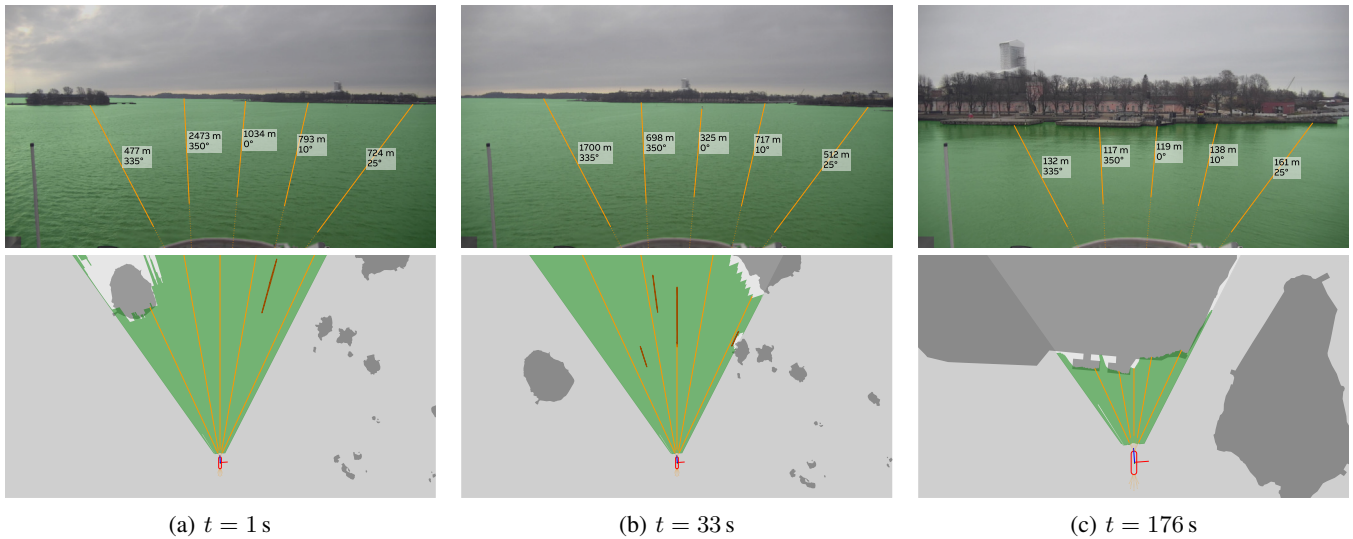 477 m
335°
2473 m
350°
1034 m
0°
793 m
10°
724 m
25°
1700 m
335°
698 m
350°
325 m
0°
717 m
10°
512 m
25°
132 m
335°
117 m
350°
119 m
0°
138 m
10°
161 m
25°
(a) t = 1 s
(b) t = 33 s
(c) t = 176 s